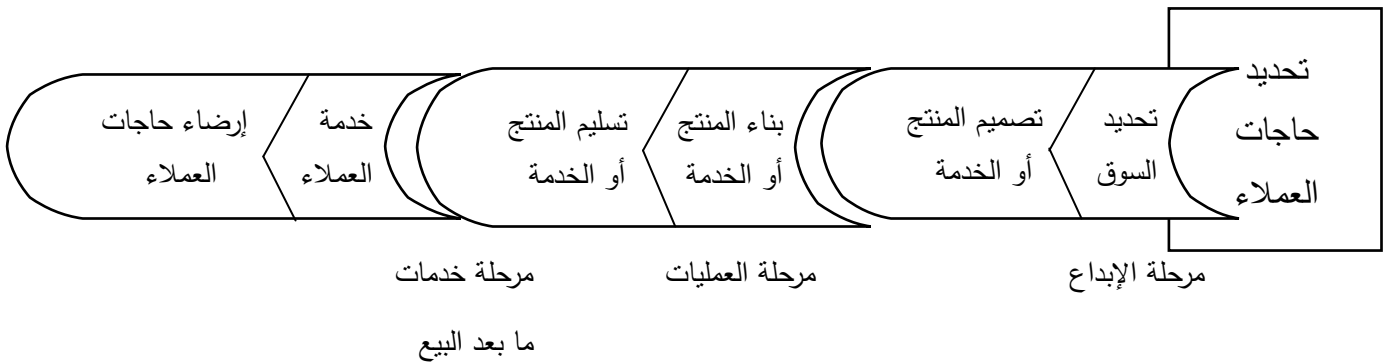 تحديد
حاجات
العملاء
تحديد
السوق
تصميم المنتج
أو الخدمة
بناء المنتج
أو الخدمة
تسليم المنتج
أو الخدمة
خدمة
العملاء
إرضاء حاجات
العملاء
مرحلة الإبداع
مرحلة العمليات
مرحلة خدمات
ما بعد البيع